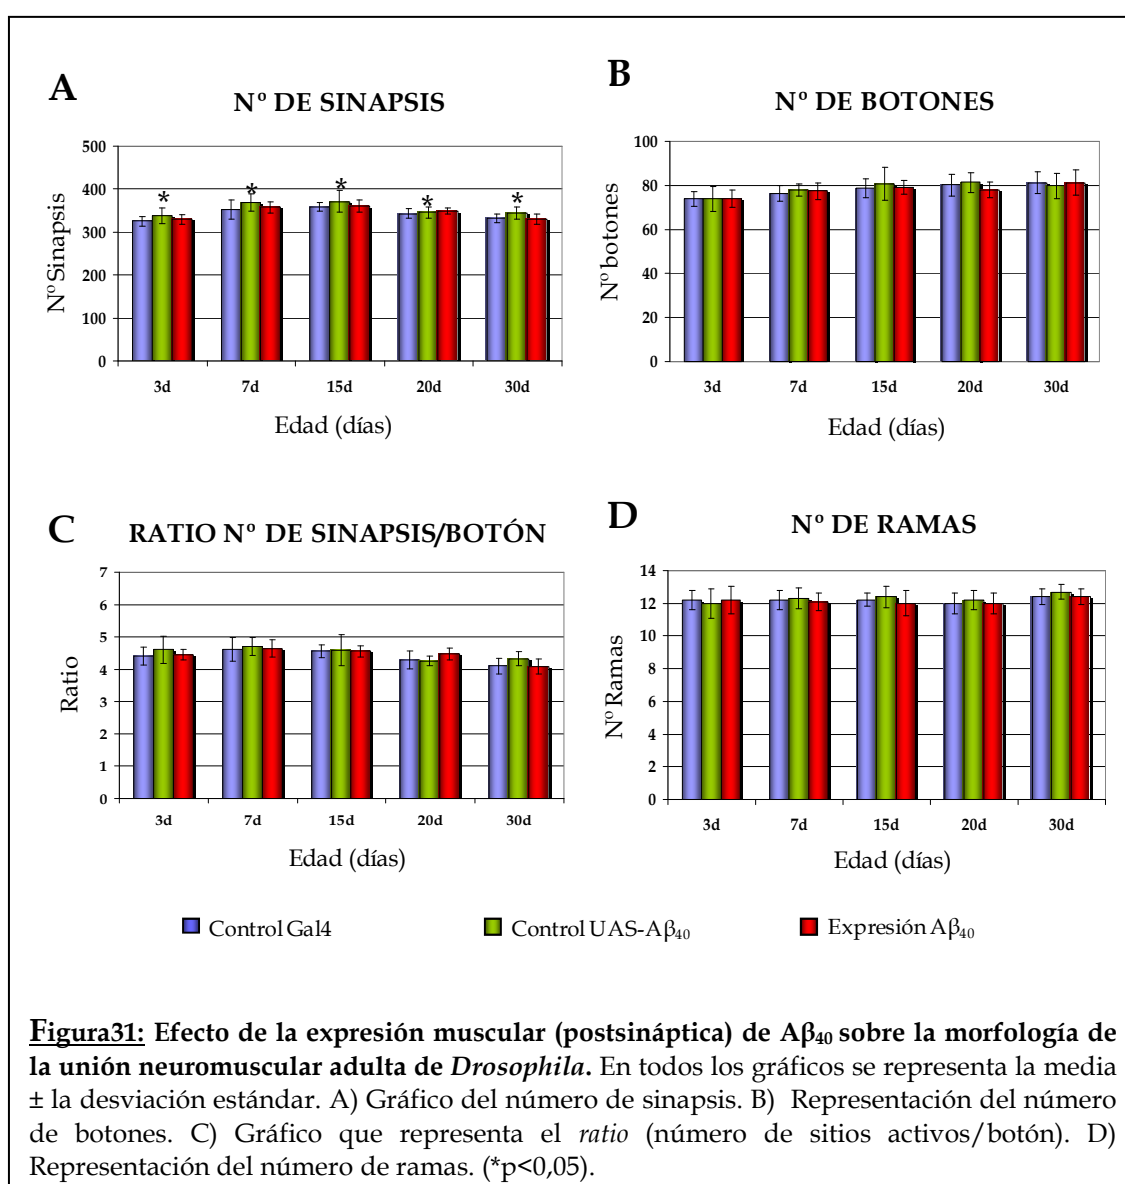 A
Nº DE SINAPSIS
Nº Sinapsis
500
400
300
200
100
0
* * * * *
3d 7d 15d 20d 30d
Edad (días)
B
Nº DE BOTONES
Nº botones
100
80
60
40
20
0
3d 7d 15d 20d 30d
Edad (días)
C
RATIO Nº DE SINAPSIS/BOTÓN
Ratio
7
6
5
4
3
2
1
0
3d 7d 15d 20d 30d
Edad (días)
D
Nº DE RAMAS
Nº Ramas
14
12
10
8
6
4
2
0
3d 7d 15d 20d 30d
Edad (días)
Control Gal4 Control UAS-Aβ₄₀ Expresión Aβ₄₀
Figura31: Efecto de la expresión muscular (postsináptica) de Aβ₄₀ sobre la morfología de
la unión neuromuscular adulta de Drosophila. En todos los gráficos se representa la media
± la desviación estándar. A) Gráfico del número de sinapsis. B) Representación del número
de botones. C) Gráfico que representa el ratio (número de sitios activos/botón). D)
Representación del número de ramas. (*p<0,05).